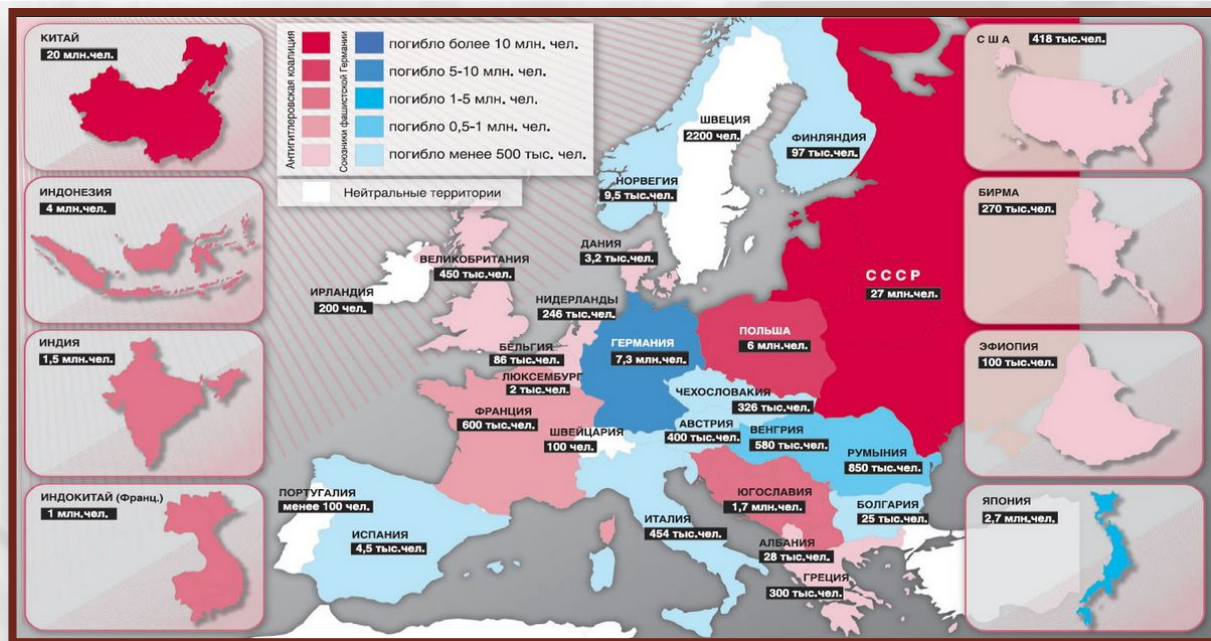 КИТАЙ
20 млн.чел.
ИНДОНЕЗИЯ
4 млн.чел.
ИНДИЯ
1,5 млн.чел.
ИНДОКИТАЙ (Франц.)
1 млн.чел.
Антигитлеровская коалиция
Союзники фашистской Германии
погибло более 10 млн. чел.
погибло 5-10 млн. чел.
погибло 1-5 млн. чел.
погибло 0,5-1 млн. чел.
погибло менее 500 тыс. чел.
Нейтральные территории
ШВЕЦИЯ
2200 чел.
ФИНЛЯНДИЯ
97 тыс.чел.
НОРВЕГИЯ
9,5 тыс.чел.
ДАНИЯ
3,2 тыс.чел.
ВЕЛИКОБРИТАНИЯ
450 тыс.чел.
ИРЛАНДИЯ
200 чел.
НИДЕРЛАНДЫ
246 тыс.чел.
БЕЛЬГИЯ
86 тыс.чел.
ЛЮКСЕМБУРГ
2 тыс.чел.
ГЕРМАНИЯ
7,3 млн.чел.
ПОЛЬША
6 млн.чел.
СССР
27 млн.чел.
ФРАНЦИЯ
600 тыс.чел.
ШВЕЙЦАРИЯ
100 чел.
ЧЕХОСЛОВАКИЯ
326 тыс.чел.
АВСТРИЯ
400 тыс.чел.
ВЕНГРИЯ
580 тыс.чел.
РУМЫНИЯ
850 тыс.чел.
ПОРТУГАЛИЯ
менее 100 чел.
ИСПАНИЯ
4,5 тыс.чел.
ИТАЛИЯ
454 тыс.чел.
ЮГОСЛАВИЯ
1,7 млн.чел.
БОЛГАРИЯ
25 тыс.чел.
АЛБАНИЯ
28 тыс.чел.
ГРЕЦИЯ
300 тыс.чел.
США
418 тыс.чел.
БИРМА
270 тыс.чел.
ЭФИОПИЯ
100 тыс.чел.
ЯПОНИЯ
2,7 млн.чел.